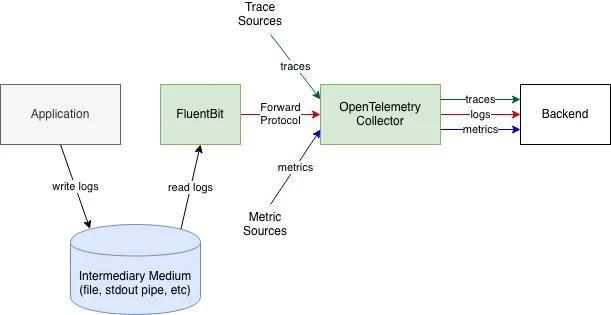 Trace
Sources
traces
Application
FluentBit
Forward
Protocol
OpenTelemetry
Collector
traces
logs
metrics
Backend
write logs
read logs
metrics
Metric
Sources
Intermediary Medium
(file, stdout pipe, etc)